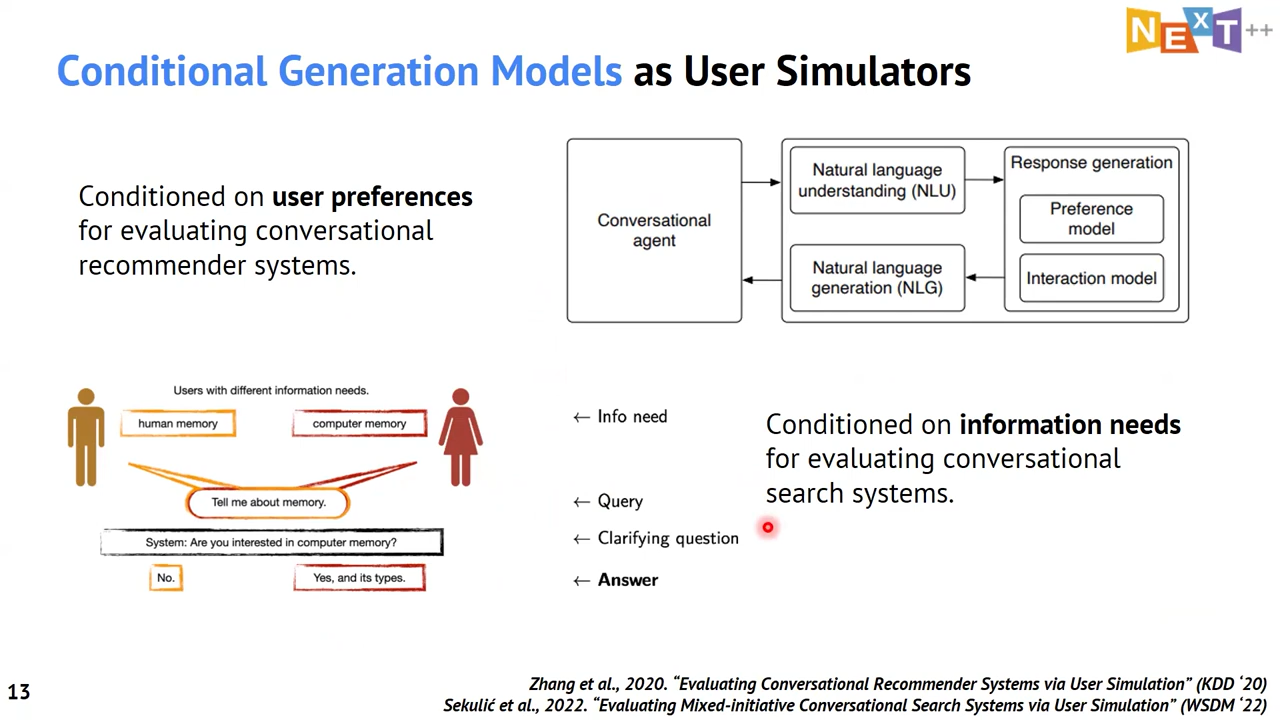 NExT++
Conditional Generation Models as User Simulators
Conditioned on user preferences
for evaluating conversational
recommender systems.
Conversational
agent
Natural language
understanding (NLU)
Natural language
generation (NLG)
Response generation
Preference
model
Interaction model
Users with different information needs.
human memory
computer memory
Tell me about memory.
System: Are you interested in computer memory?
No.
Yes, and its types.
← Info need
← Query
← Clarifying question
← Answer
Conditioned on information needs
for evaluating conversational
search systems.
13
Zhang et al., 2020. “Evaluating Conversational Recommender Systems via User Simulation” (KDD ‘20)
Sekulić et al., 2022. “Evaluating Mixed-initiative Conversational Search Systems via User Simulation” (WSDM ‘22)